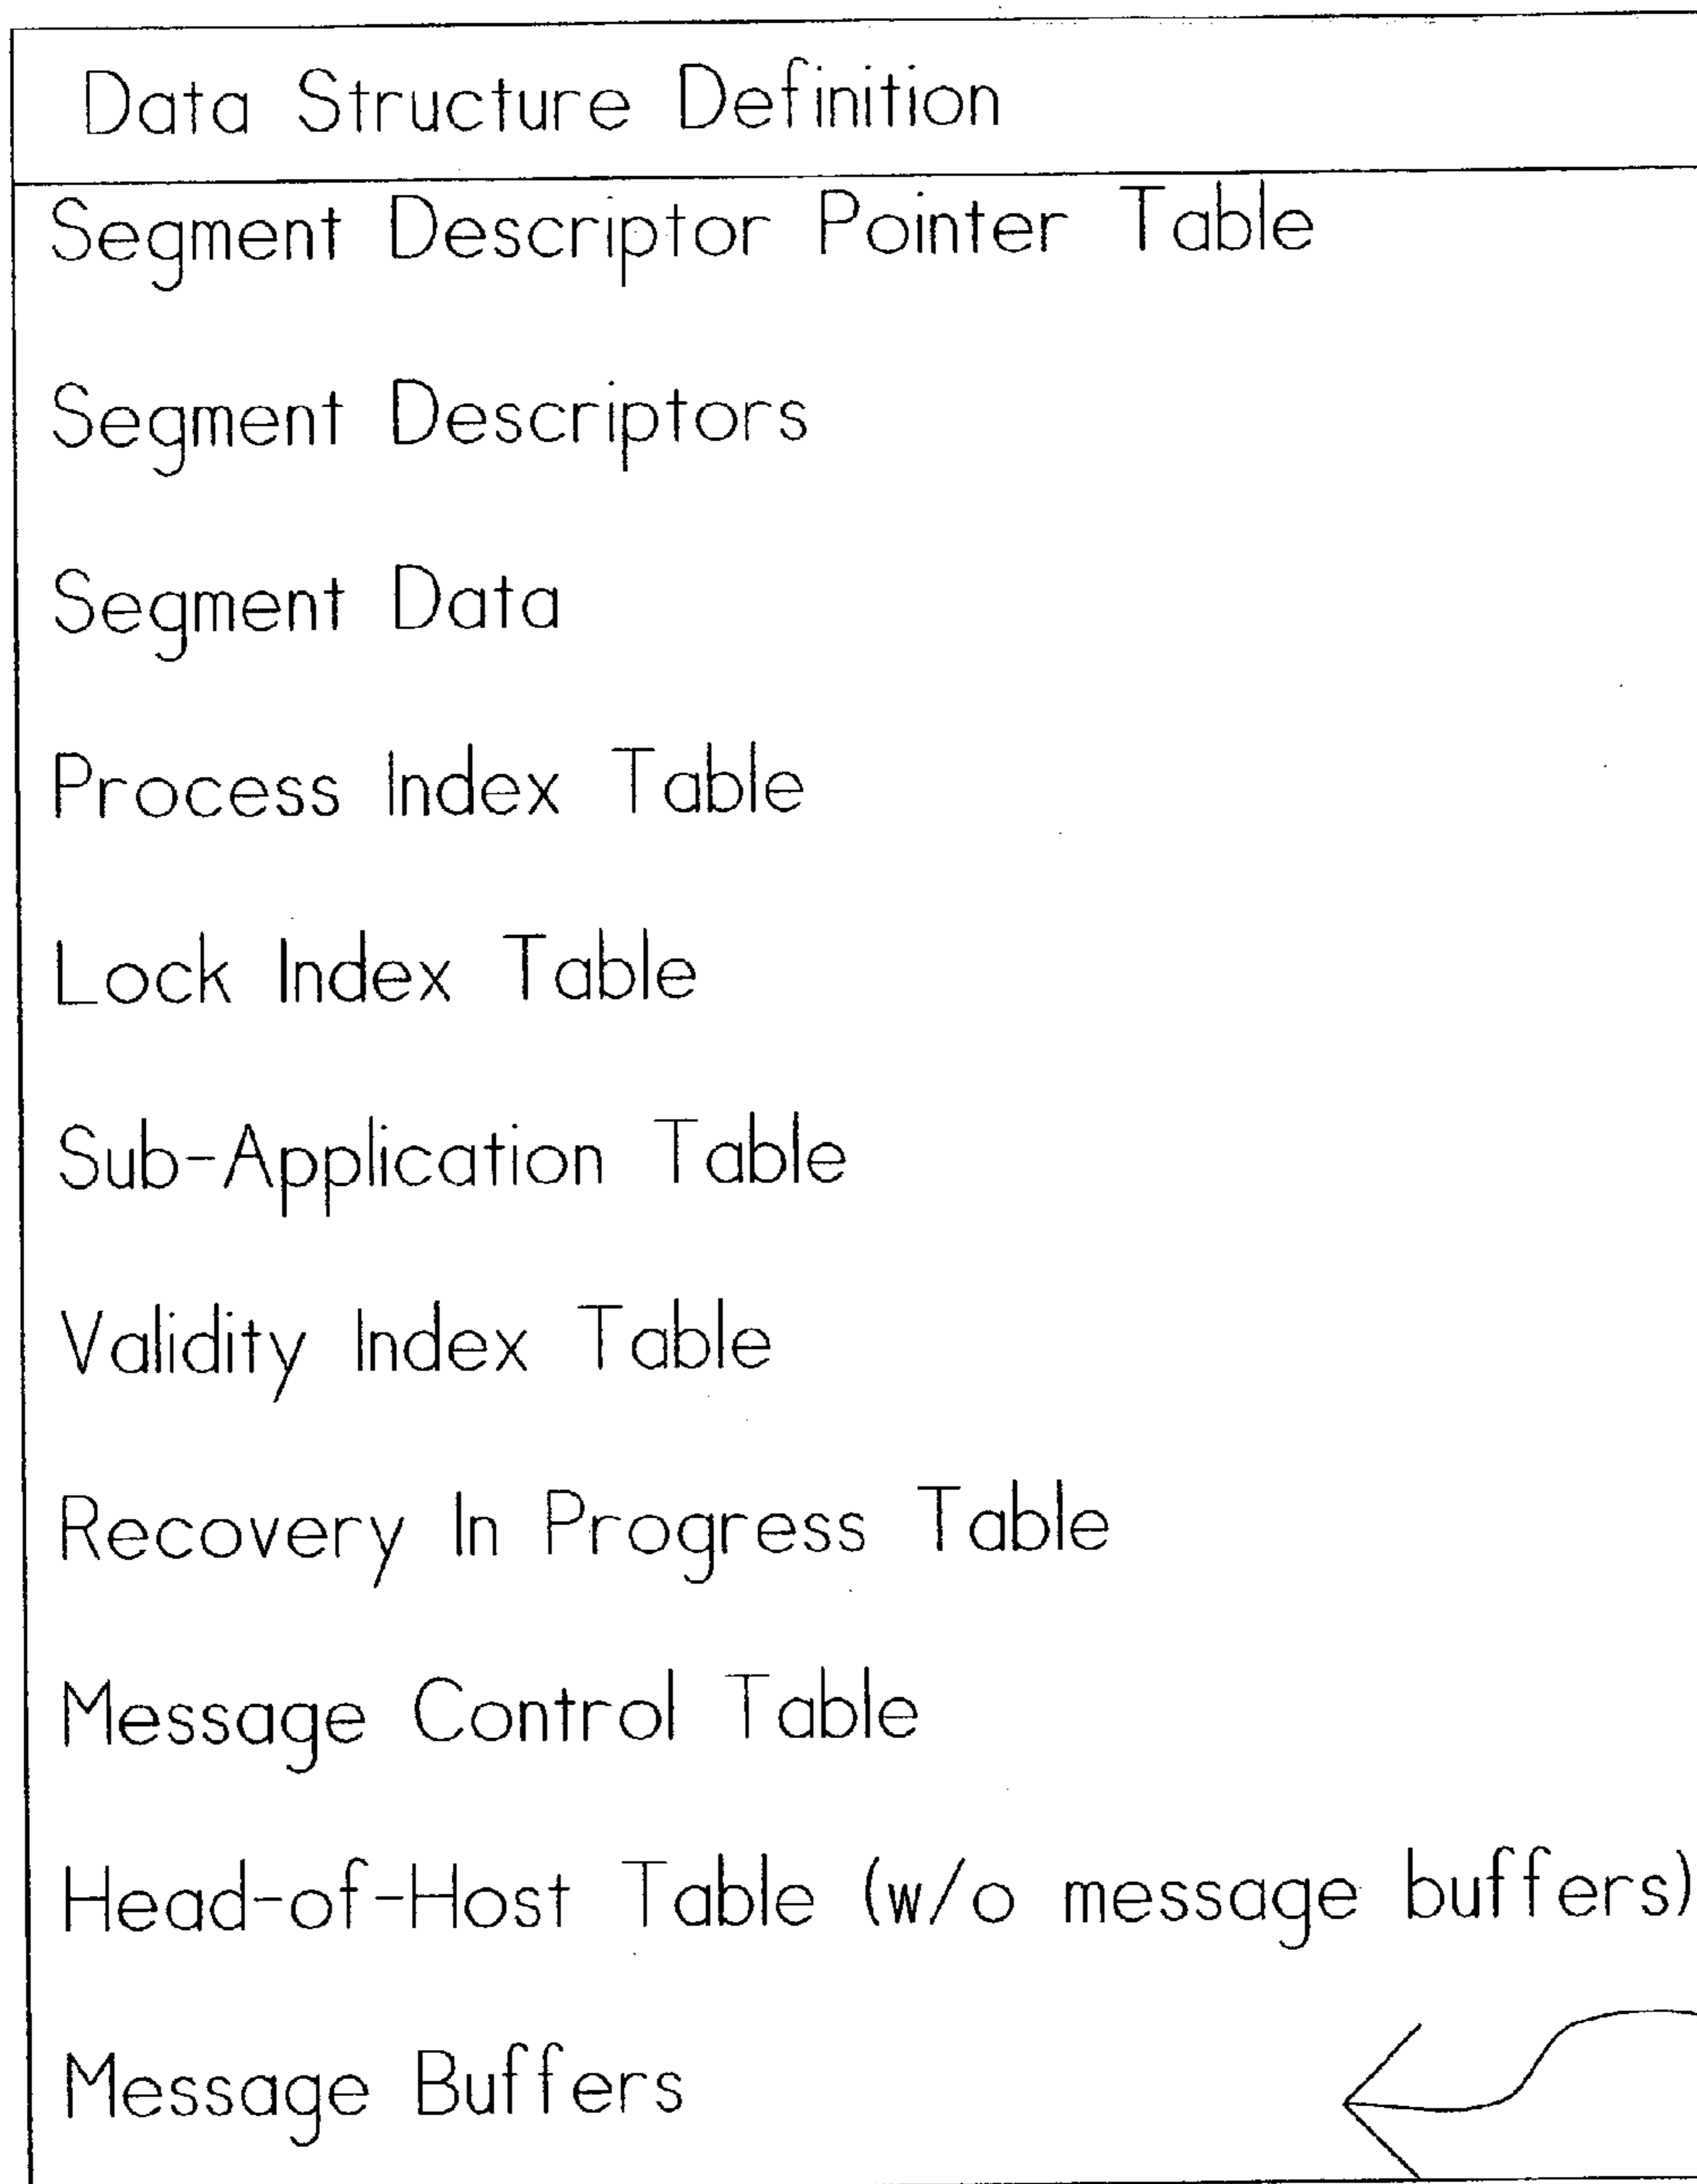 Data Structure Definition
Segment Descriptor Pointer Table
Segment Descriptors
Segment Data
Process Index Table
Lock Index Table
Sub-Application Table
Validity Index Table
Recovery In Progress Table
Message Control Table
Head-of-Host Table (w/o message buffers)
Message Buffers